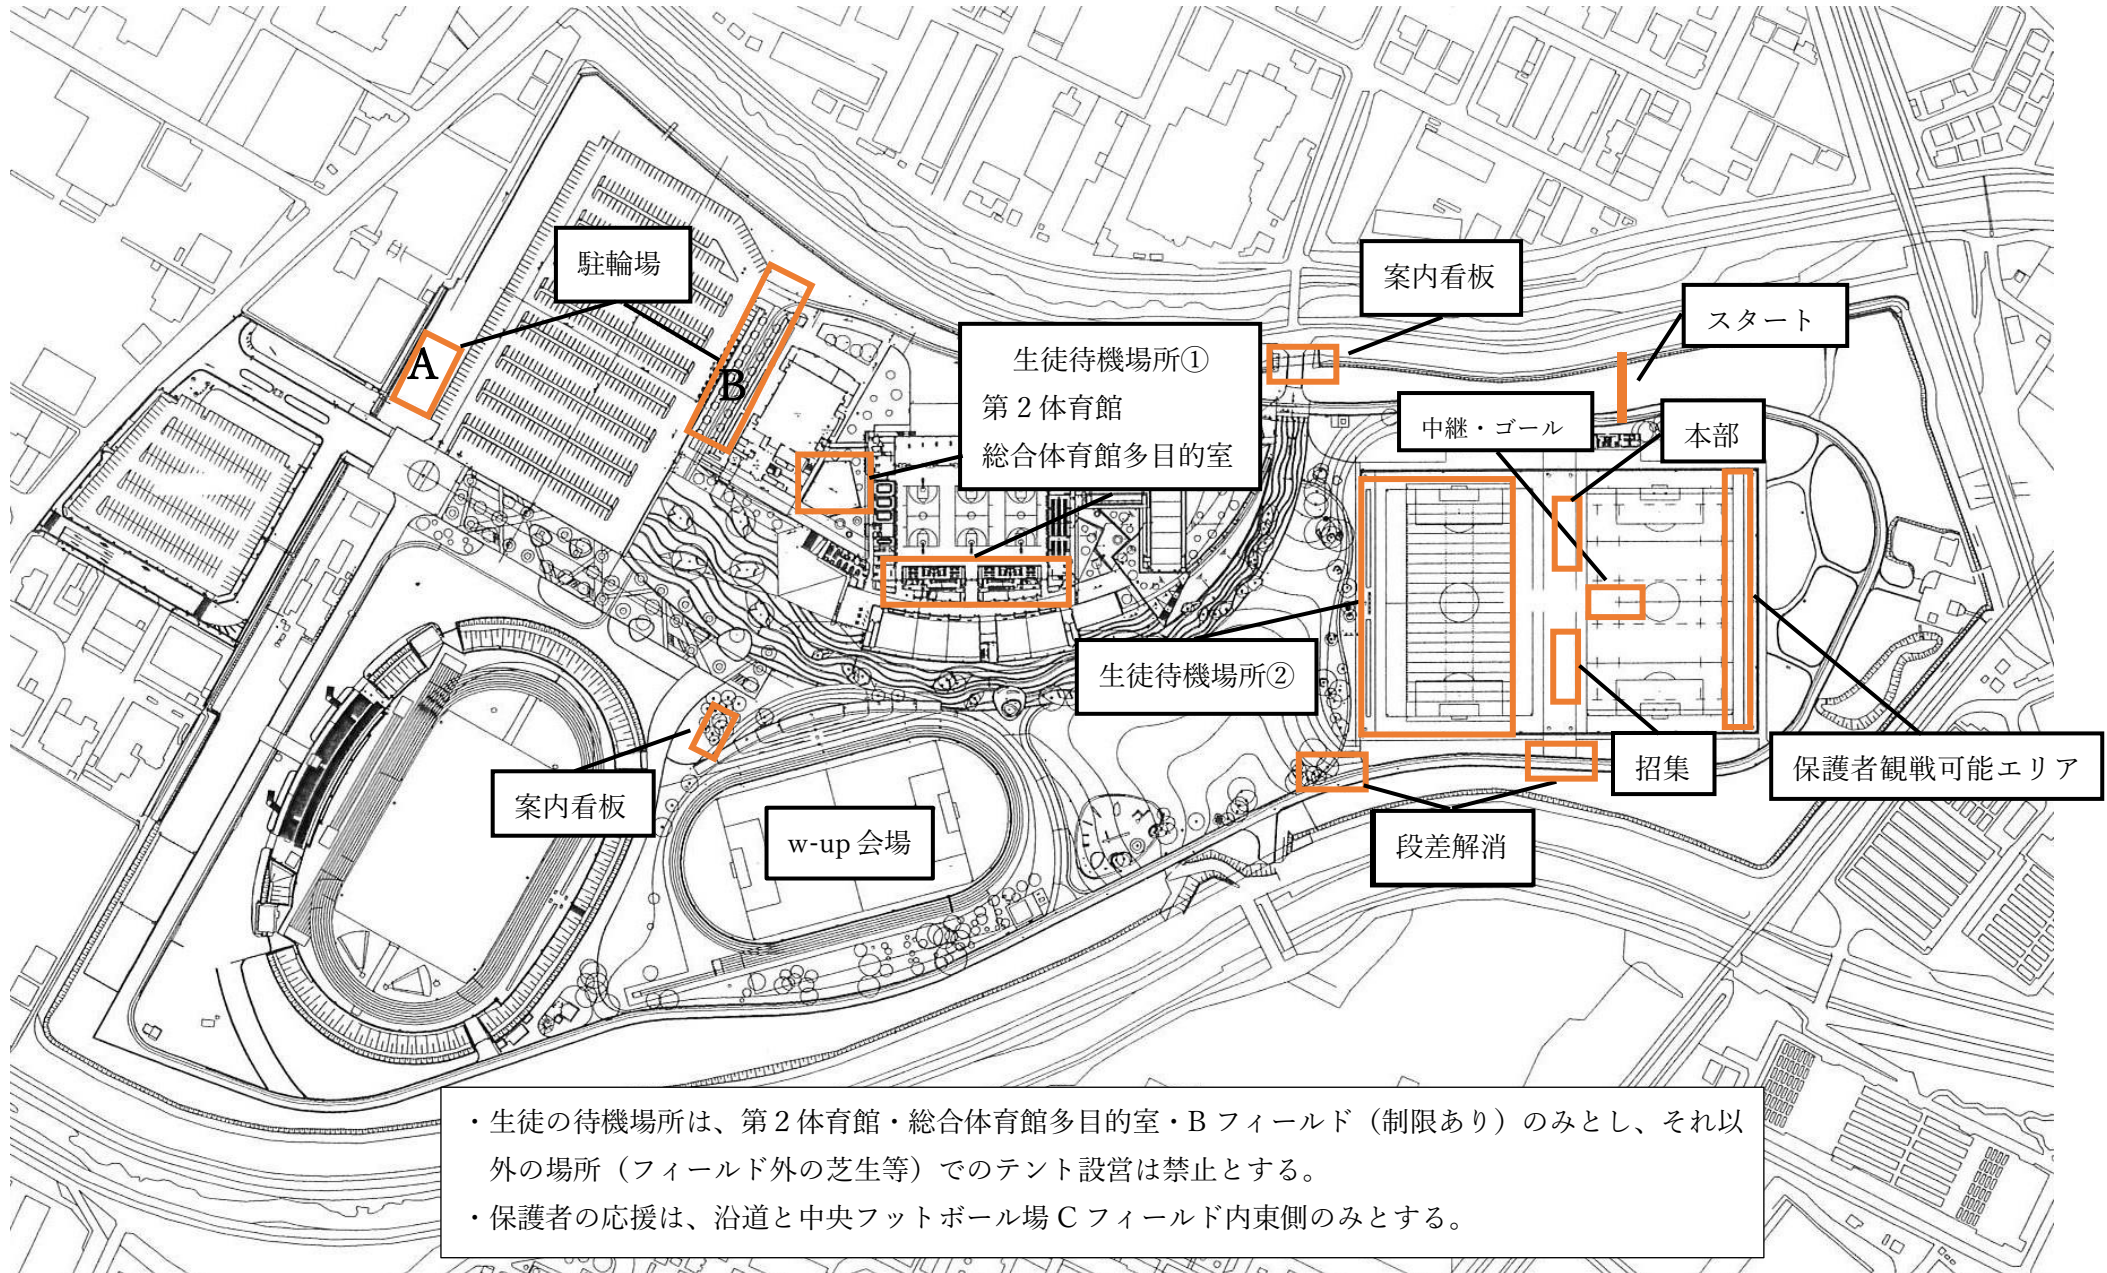 駐輪場
案内看板
スタート
A
B
生徒待機場所①
第2体育館
総合体育館多目的室
中継・ゴール
本部
生徒待機場所②
招集
保護者観戦可能エリア
案内看板
w-up会場
段差解消
・生徒の待機場所は、第2体育館・総合体育館多目的室・Bフィールド（制限あり）のみとし、それ以
外の場所（フィールド外の芝生等）でのテント設営は禁止とする。
・保護者の応援は、沿道と中央フットボール場Cフィールド内東側のみとする。